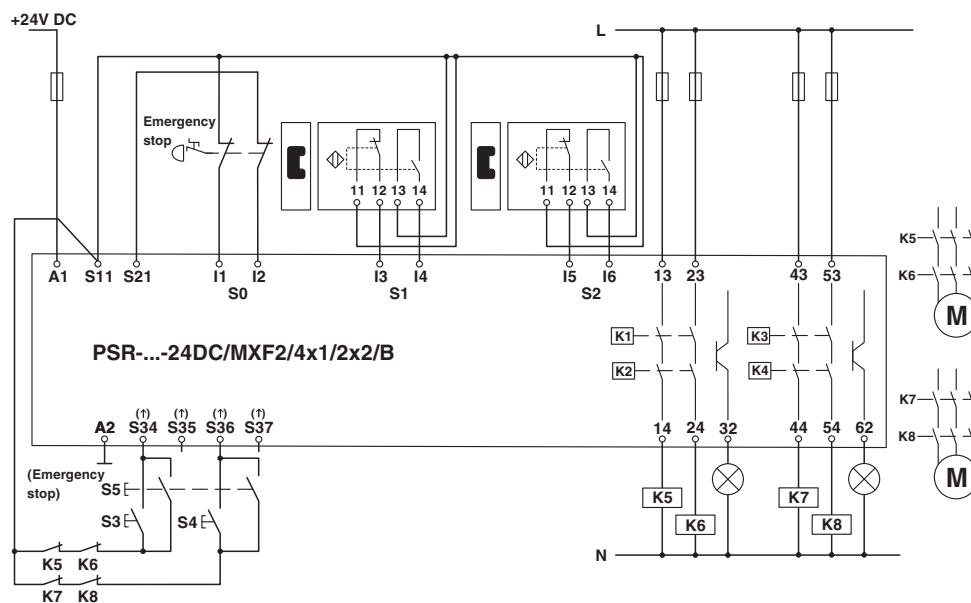 +24V DC
L
Emergency
stop
11 12 13 14
11 12 13 14
K5
K6
M
A1 S11 S21 I1 I2 I3 I4 I5 I6 13 23 43 53
S0 S1 S2
PSR-...-24DC/MXF2/4x1/2x2/B
K1 K3
K2 K4
K7
K8
M
(↑) (↑) (↑) (↑)
A2 S34 S35 S36 S37 14 24 32 44 54 62
(Emergency
stop)
S5
S3 S4
K5 K7
K6 K8
K5 K6
K7 K8
N